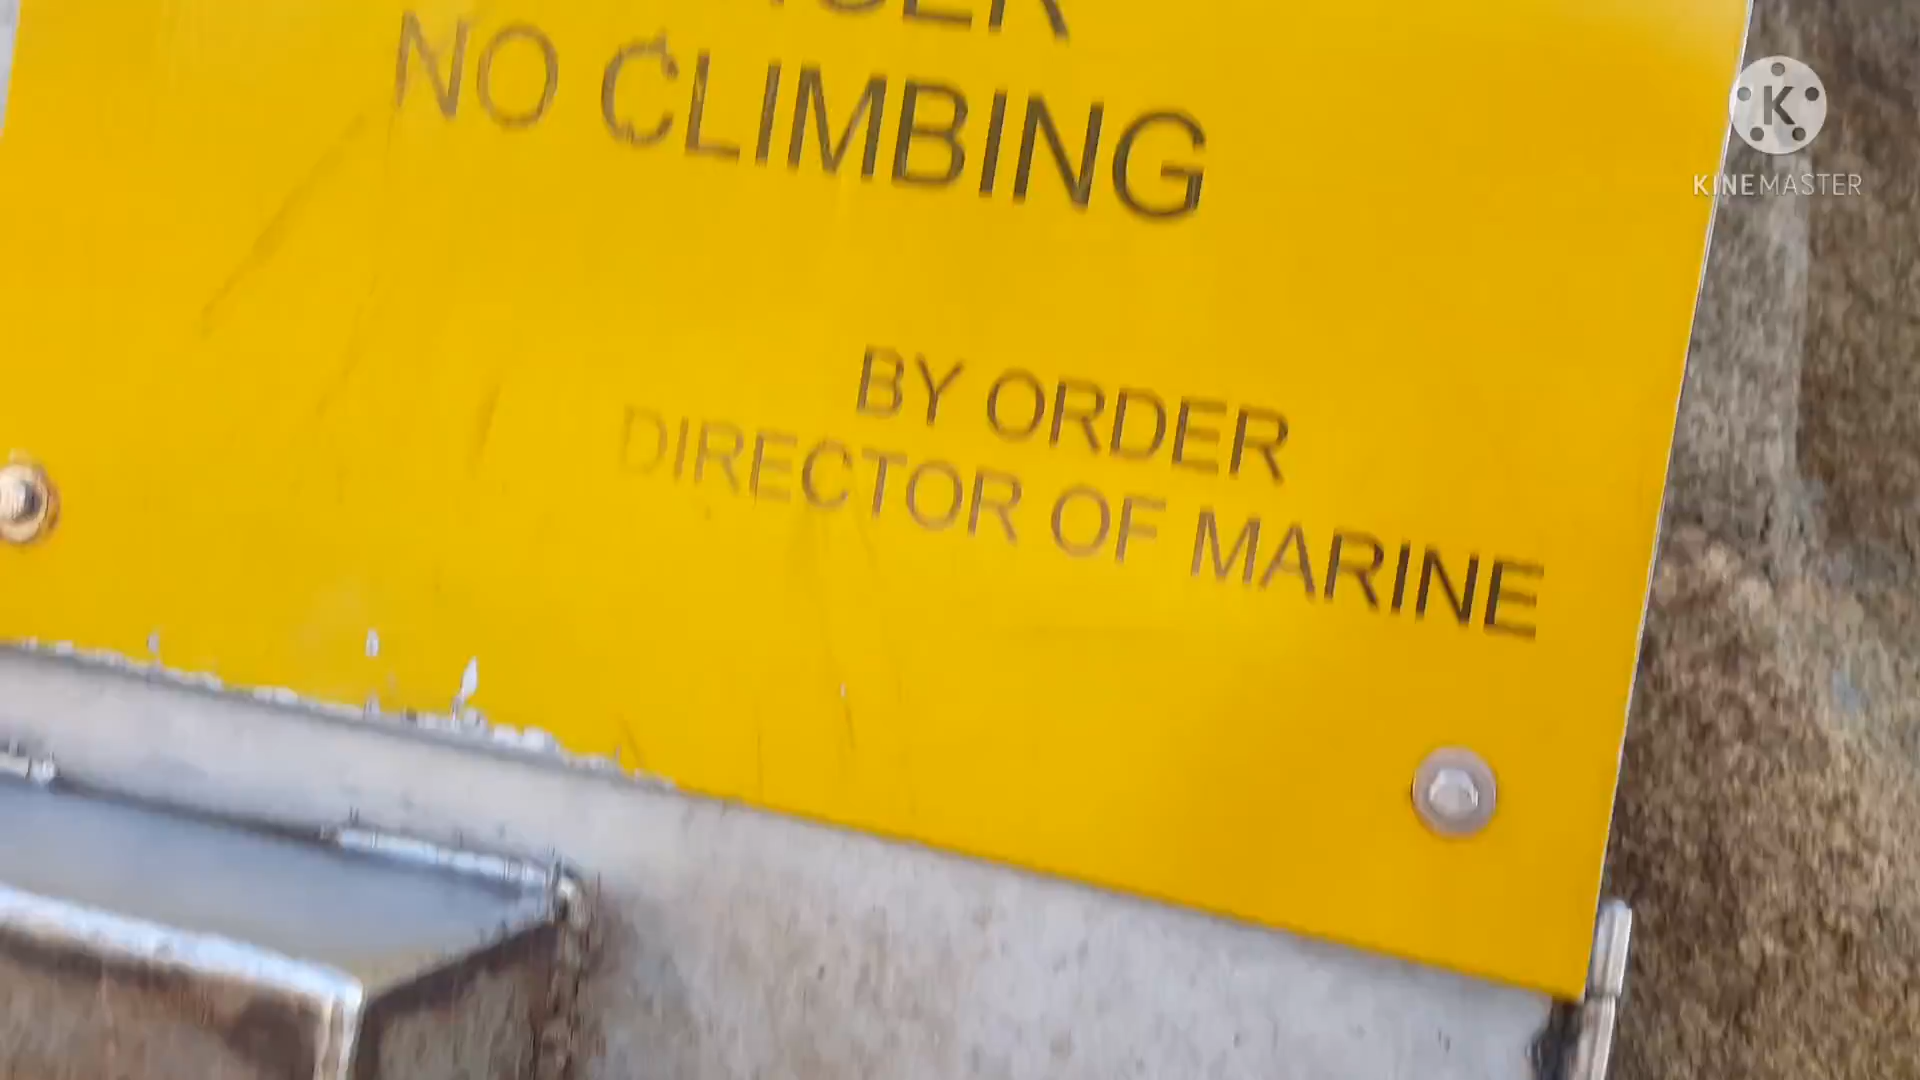 NO CLIMBING
BY ORDER
DIRECTOR OF MARINE
K
KINEMASTER